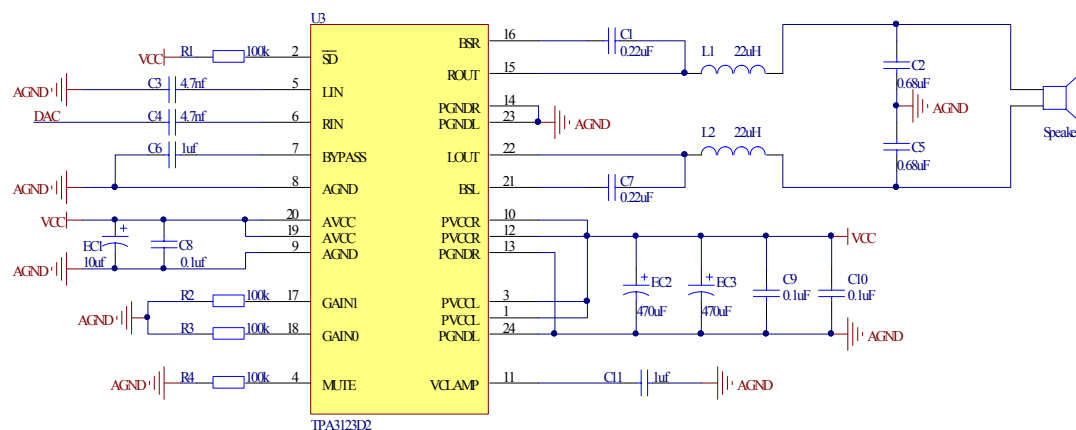 U3
R1 100k 2 SD BSR 16 C1 0.22uF L1 22uH
VCC
C3 4.7nf 5 LIN ROUT 15 C2 0.68uF
AGND
DAC C4 4.7nf 6 RIN PGNDR 14 AGND
PGNDL 23 AGND
C6 1uf 7 BYPASS LOUT 22 L2 22uH C5 0.68uF Speake
AGND 8 AGND BSL 21 C7 0.22uF
VCC 20 AVCC PVCCR 10
19 AVCC PVCCR 12 VCC
EC1 + 10uf C8 0.1uf 9 AGND PGNDR 13
AGND
EC2 + 470uF EC3 + 470uF C9 0.1uF C10 0.1uF
R2 100k 17 GAIN1 PVCCL 3
AGND PVCCL 1
R3 100k 18 GAIN0 PGNDL 24 AGND
AGND R4 100k 4 MUTE VCLAMP 11 C11 1uf AGND
TPA3123D2